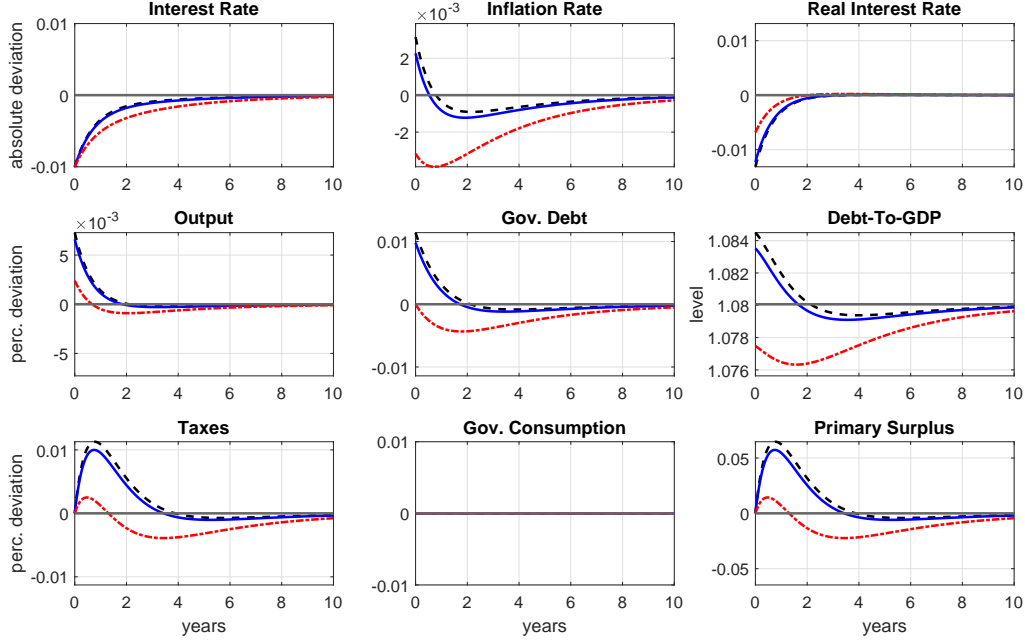 Interest Rate
absolute deviation
0.01
0
-0.01
0 2 4 6 8 10
Inflation Rate
×10⁻³
2
0
-2
0 2 4 6 8 10
Real Interest Rate
0.01
0
-0.01
0 2 4 6 8 10
Output
×10⁻³
perc. deviation
5
0
-5
0 2 4 6 8 10
Gov. Debt
0.01
0
-0.01
0 2 4 6 8 10
Debt-To-GDP
level
1.084
1.082
1.08
1.078
1.076
0 2 4 6 8 10
Taxes
perc. deviation
0.01
0
-0.01
0 2 4 6 8 10
years
Gov. Consumption
0.01
0
-0.01
0 2 4 6 8 10
years
Primary Surplus
0.05
0
-0.05
0 2 4 6 8 10
years